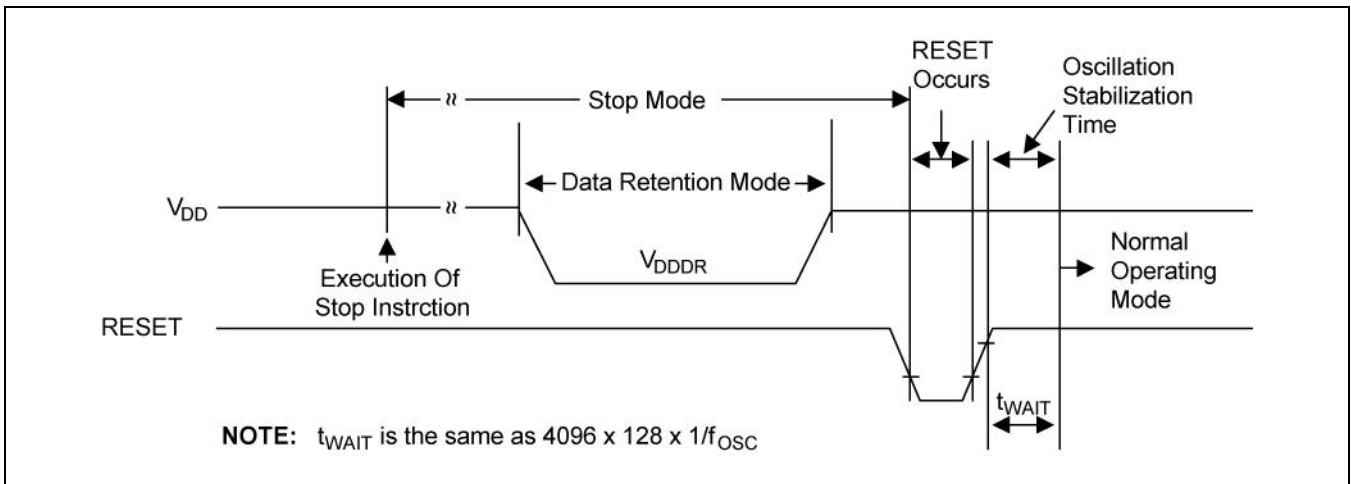 RESET
Occurs
Oscillation
Stabilization
Time
Stop Mode
Data Retention Mode
VDD
VDDDR
Execution Of
Stop Instrction
Normal
Operating
Mode
RESET
tWAIT
NOTE: tWAIT is the same as 4096 x 128 x 1/fOSC